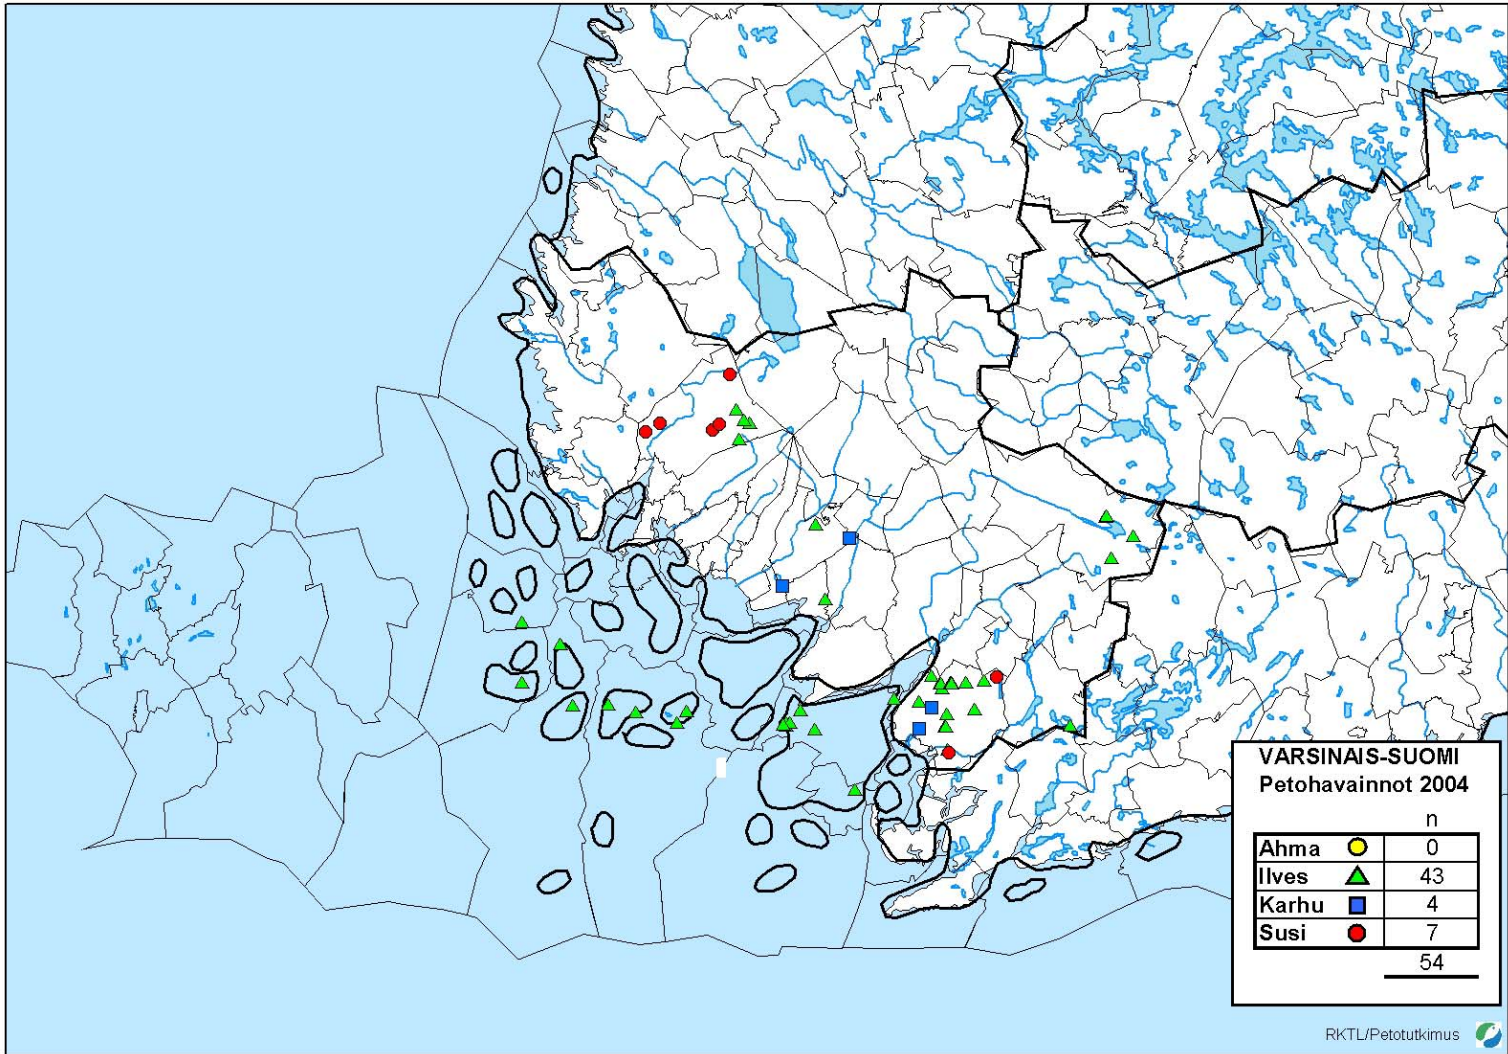 VARSINAIS-SUOMI
Petohavainnot 2004
n
Ahma 0
Ilves 43
Karhu 4
Susi 7
54
RKTL/Petotutkimus